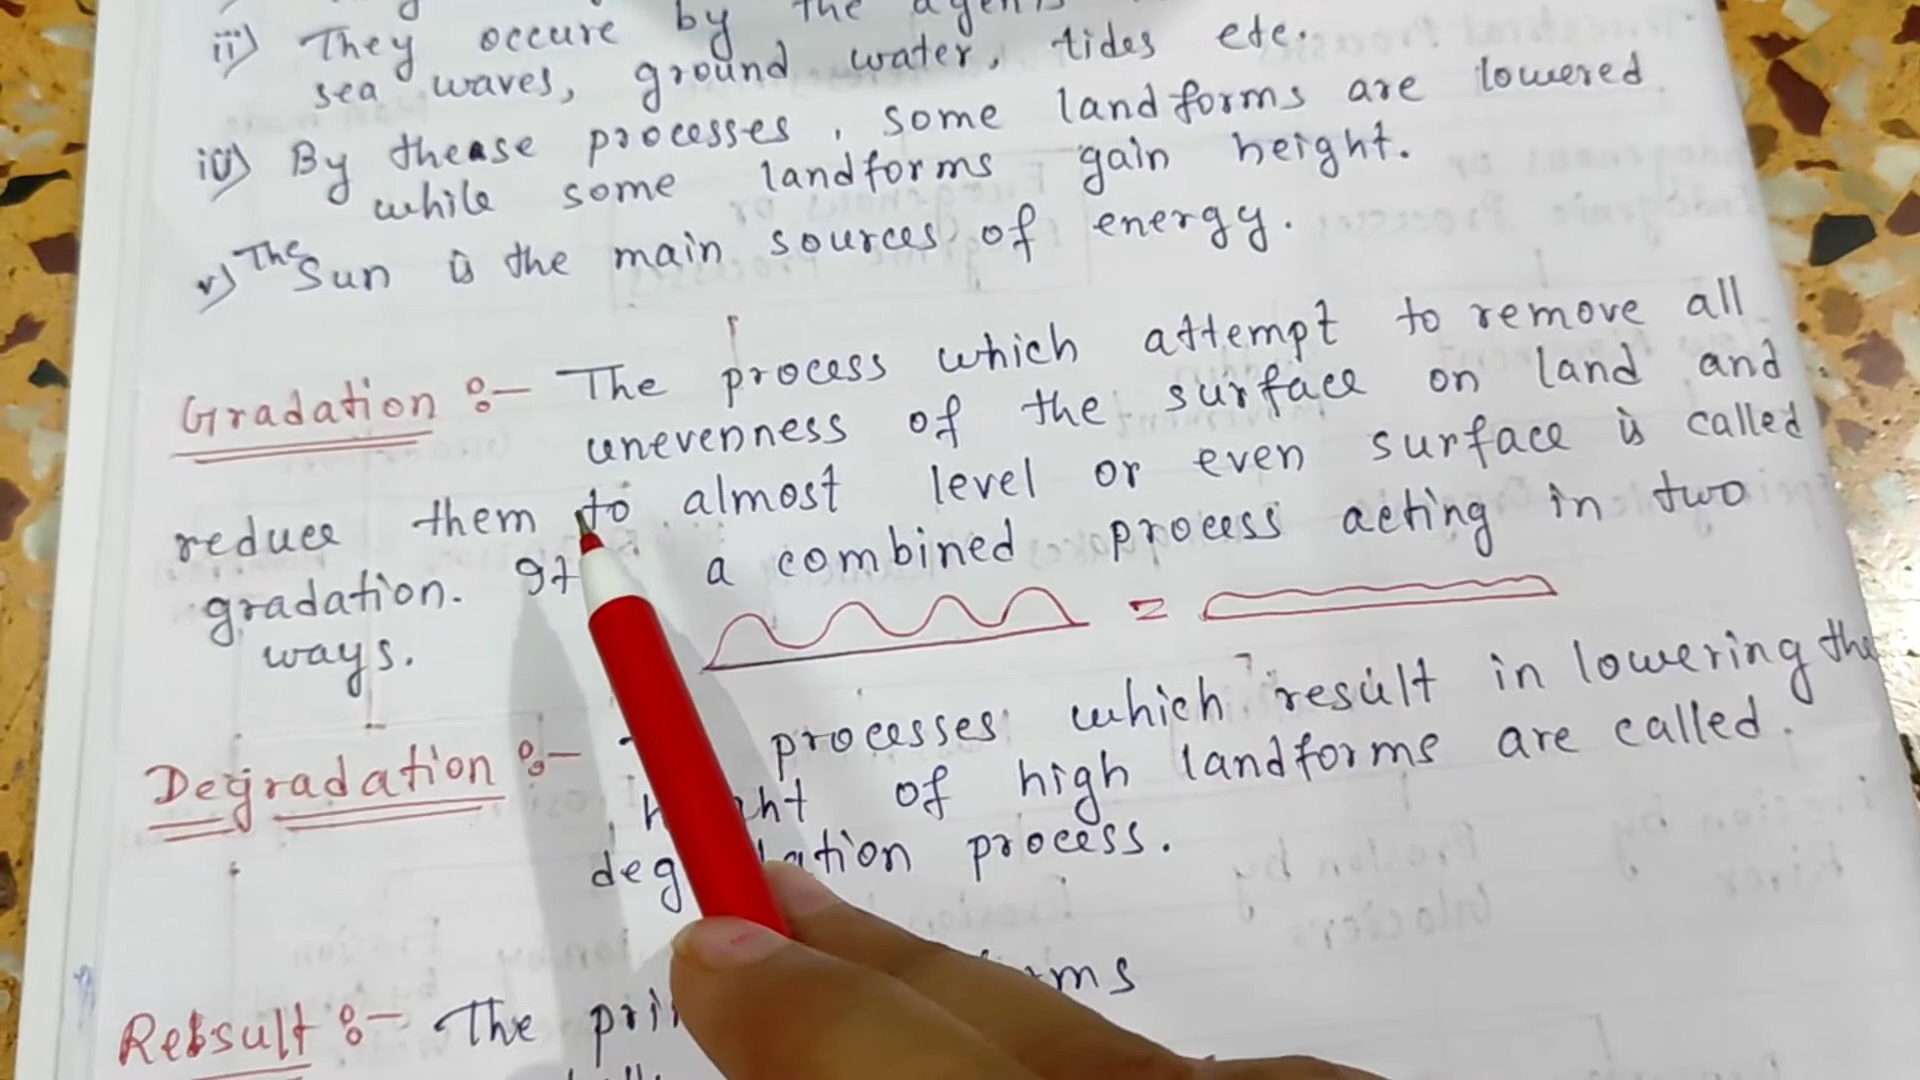 ii) They occure by the agents
sea waves, ground water, tides etc.
iv) By thease processes, some landforms are lowered
while some landforms gain height.
v) The Sun is the main sources of energy.
Gradation :- The process which attempt to remove all
unevenness of the surface on land and
reduce them to almost level or even surface is called
gradation. It a combined process acting in two
ways.
=
Degradation :- processes which result in lowering the
of high landforms are called
process.
Result :- The